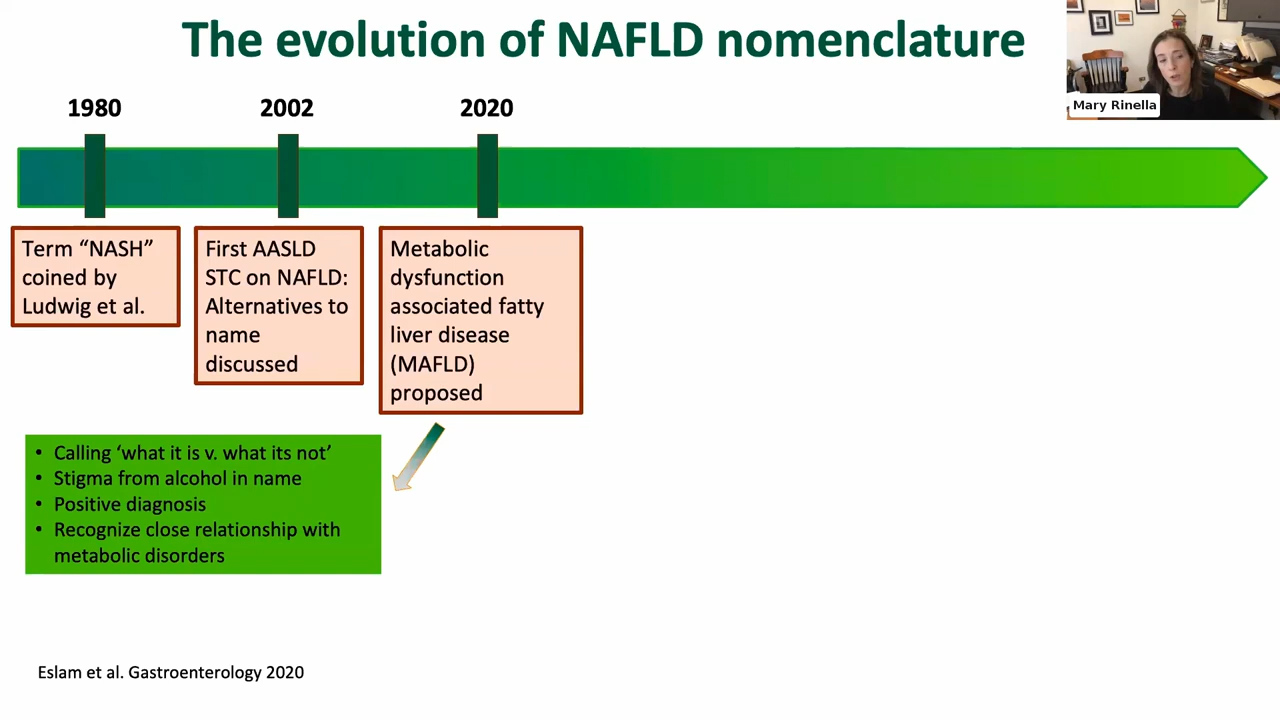 The evolution of NAFLD nomenclature
Mary Rinella
1980
2002
2020
Term “NASH”
coined by
Ludwig et al.
First AASLD
STC on NAFLD:
Alternatives to
name
discussed
Metabolic
dysfunction
associated fatty
liver disease
(MAFLD)
proposed
• Calling ‘what it is v. what its not’
• Stigma from alcohol in name
• Positive diagnosis
• Recognize close relationship with
metabolic disorders
Eslam et al. Gastroenterology 2020